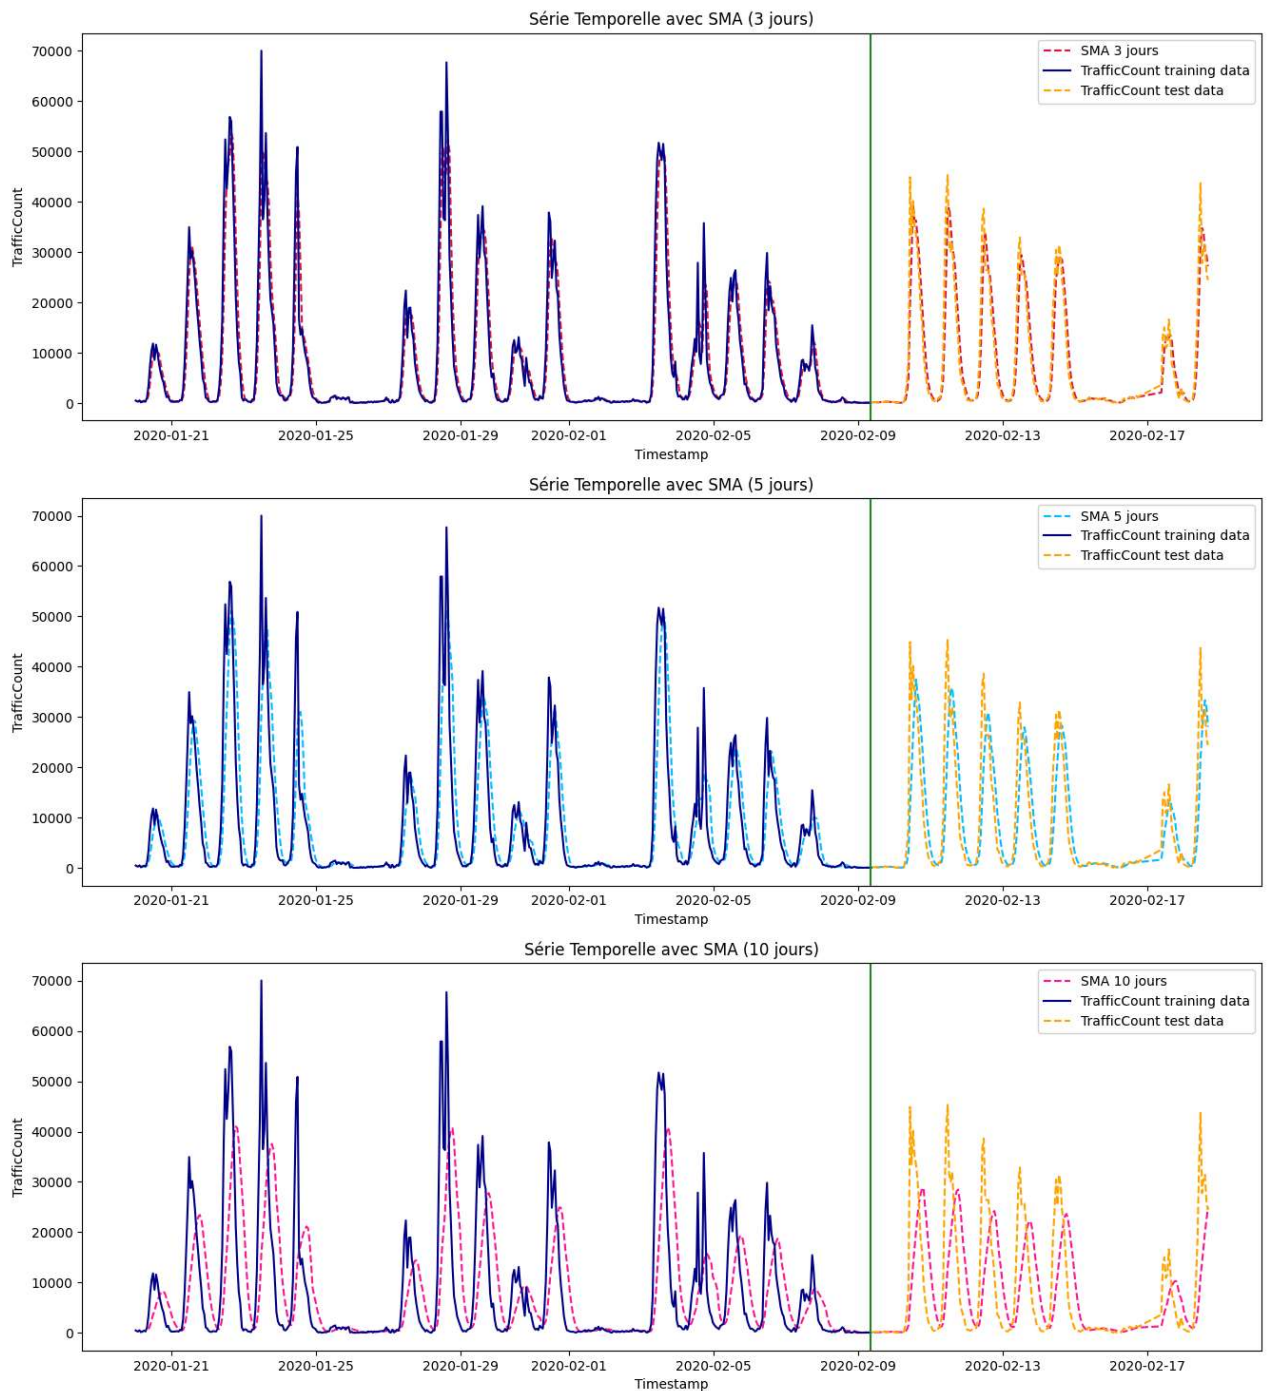 Série Temporelle avec SMA (3 jours)
70000
60000
50000
40000
30000
20000
10000
0
TrafficCount
SMA 3 jours
TrafficCount training data
TrafficCount test data
2020-01-21 2020-01-25 2020-01-29 2020-02-01 2020-02-05 2020-02-09 2020-02-13 2020-02-17
Timestamp
Série Temporelle avec SMA (5 jours)
70000
60000
50000
40000
30000
20000
10000
0
TrafficCount
SMA 5 jours
TrafficCount training data
TrafficCount test data
2020-01-21 2020-01-25 2020-01-29 2020-02-01 2020-02-05 2020-02-09 2020-02-13 2020-02-17
Timestamp
Série Temporelle avec SMA (10 jours)
70000
60000
50000
40000
30000
20000
10000
0
TrafficCount
SMA 10 jours
TrafficCount training data
TrafficCount test data
2020-01-21 2020-01-25 2020-01-29 2020-02-01 2020-02-05 2020-02-09 2020-02-13 2020-02-17
Timestamp